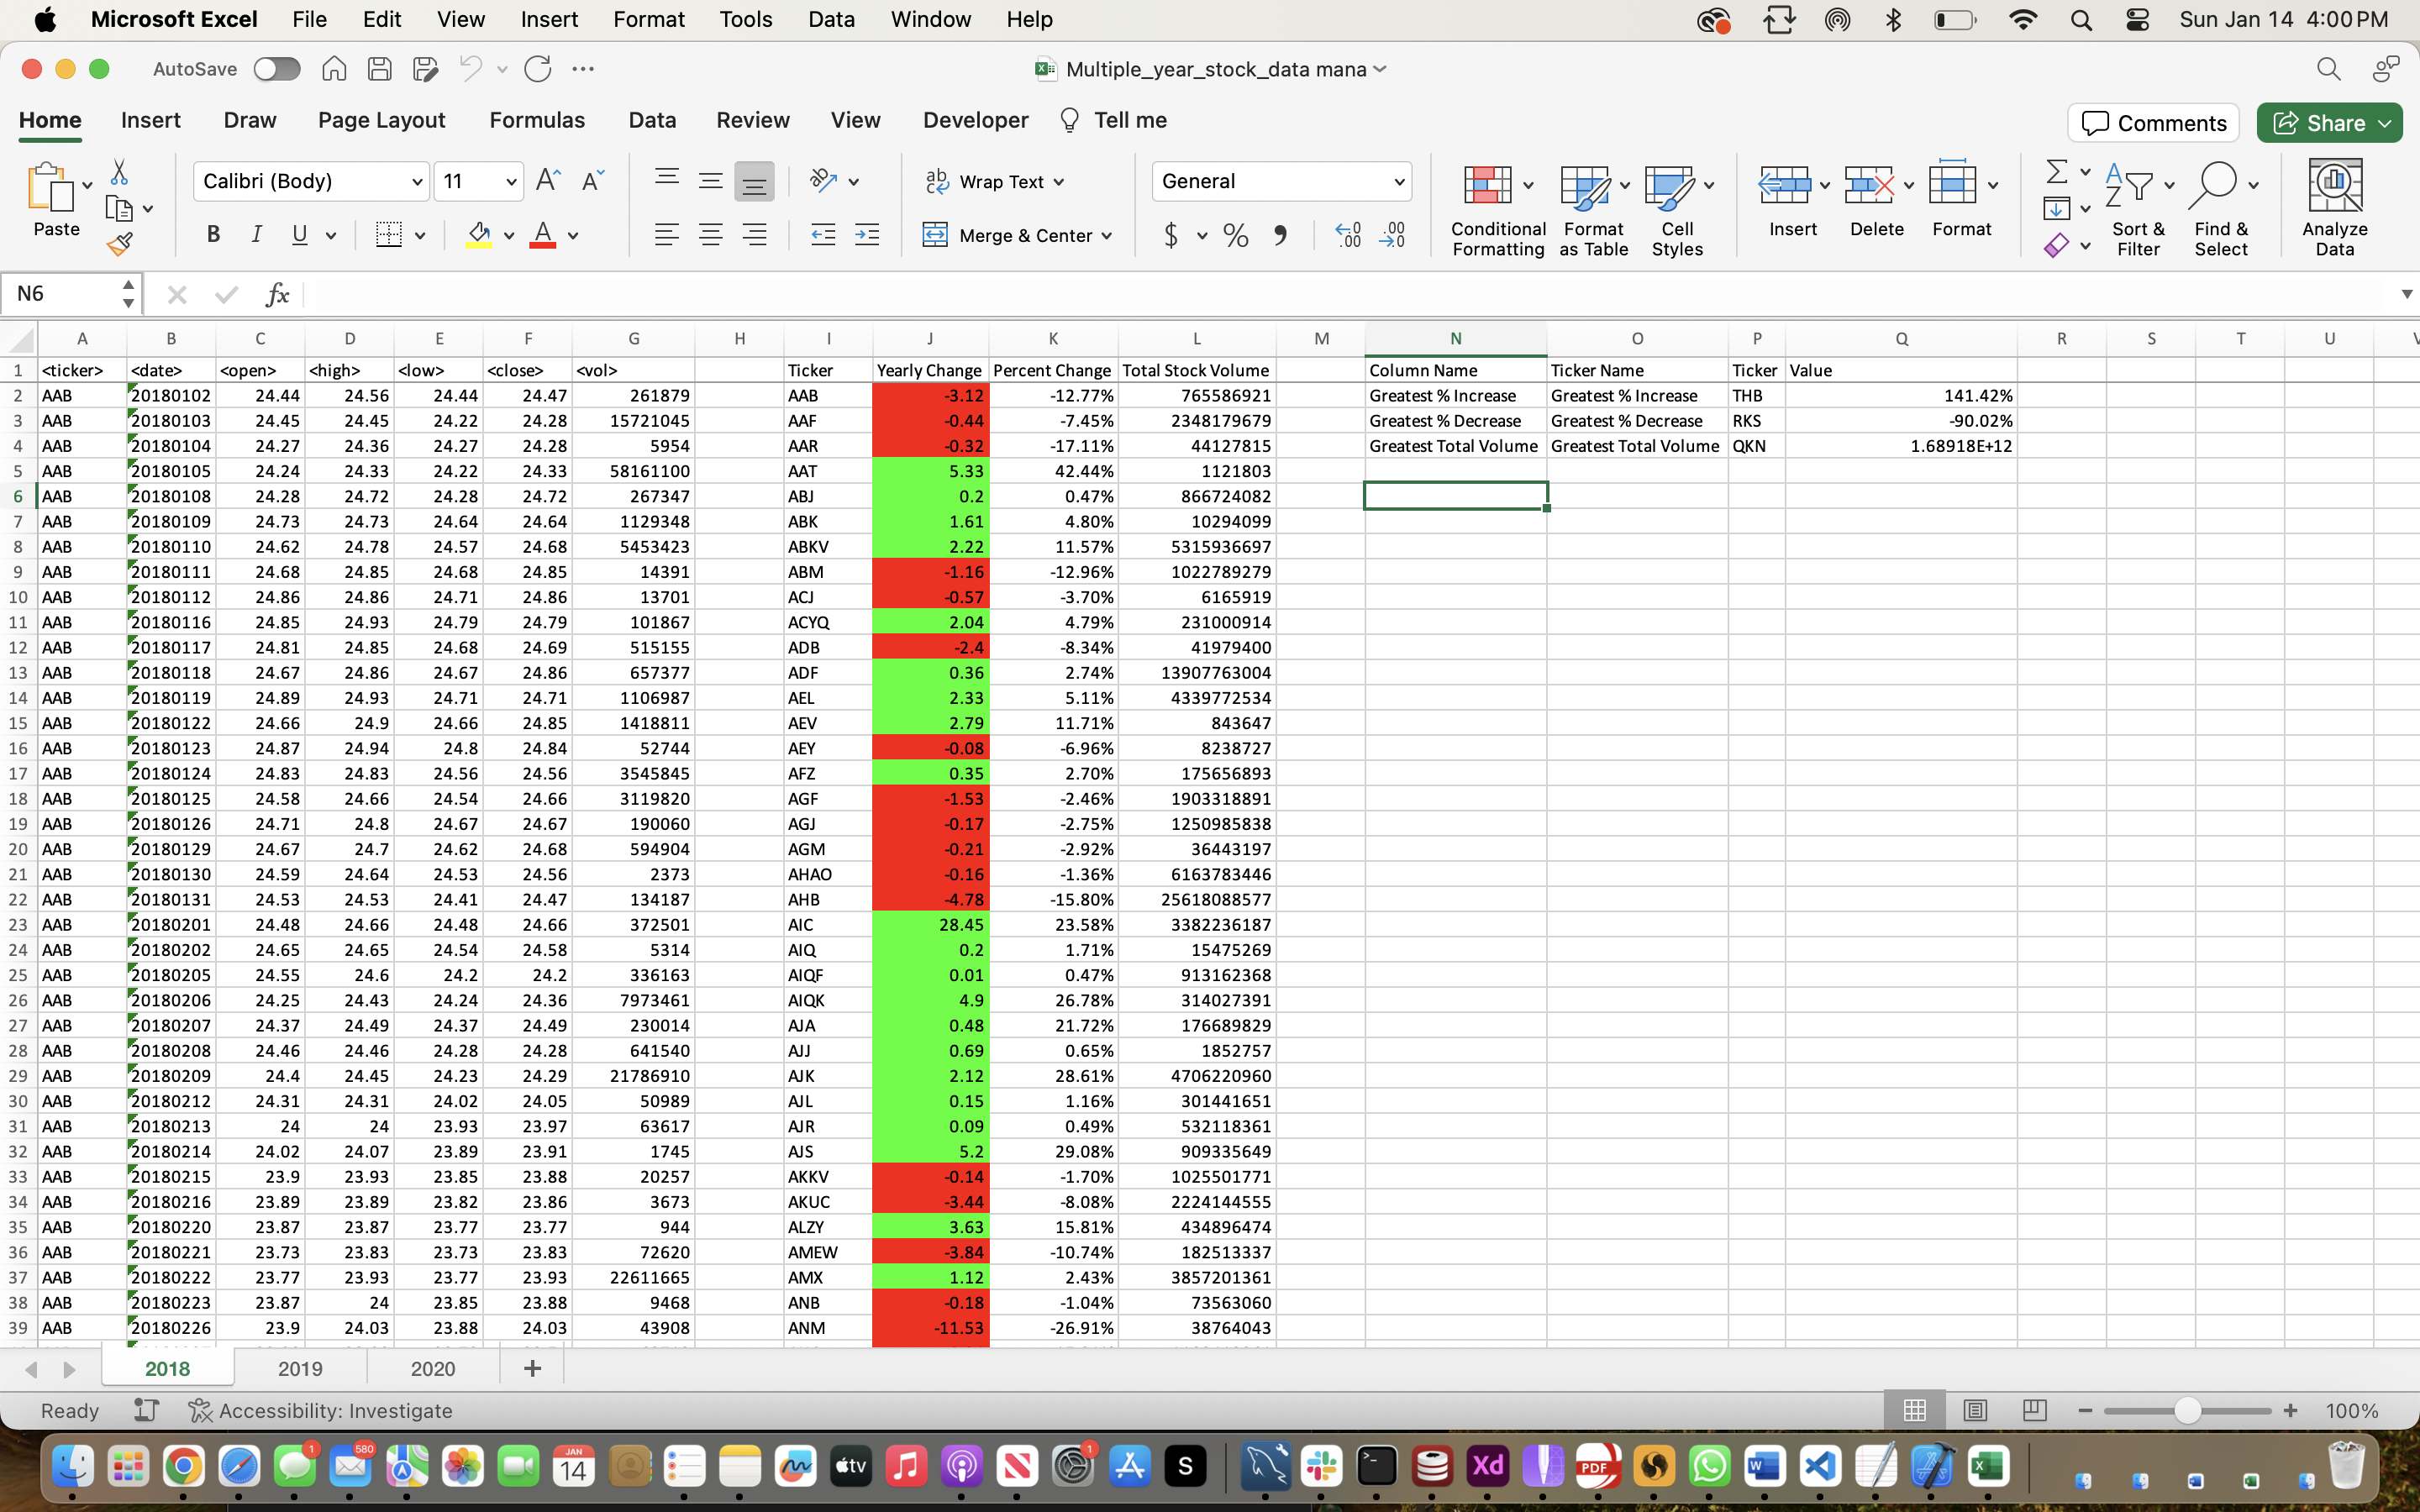 Microsoft Excel File Edit View Insert Format Tools Data Window Help Sun Jan 14 4:00 PM
AutoSave Multiple_year_stock_data mana
Home Insert Draw Page Layout Formulas Data Review View Developer Tell me Comments Share
Calibri (Body) 11 ab Wrap Text General
Paste B I U A Merge & Center $ % .00 .00 Conditional Formatting Format as Table Cell Styles Insert Delete Format Sort & Filter Find & Select Analyze Data
N6 fx
A B C D E F G H I J K L M N O P Q R S T U
1 <ticker> <date> <open> <high> <low> <close> <vol> Ticker Yearly Change Percent Change Total Stock Volume Column Name Ticker Name Ticker Value
2 AAB 20180102 24.44 24.56 24.44 24.47 261879 AAB -3.12 -12.77% 765586921 Greatest % Increase Greatest % Increase THB 141.42%
3 AAB 20180103 24.45 24.45 24.22 24.28 15721045 AAF -0.44 -7.45% 2348179679 Greatest % Decrease Greatest % Decrease RKS -90.02%
4 AAB 20180104 24.27 24.36 24.27 24.28 5954 AAR -0.32 -17.11% 44127815 Greatest Total Volume Greatest Total Volume QKN 1.68918E+12
5 AAB 20180105 24.24 24.33 24.22 24.33 58161100 AAT 5.33 42.44% 1121803
6 AAB 20180108 24.28 24.72 24.28 24.72 267347 ABJ 0.2 0.47% 866724082
7 AAB 20180109 24.73 24.73 24.64 24.64 1129348 ABK 1.61 4.80% 10294099
8 AAB 20180110 24.62 24.78 24.57 24.68 5453423 ABKV 2.22 11.57% 5315936697
9 AAB 20180111 24.68 24.85 24.68 24.85 14391 ABM -1.16 -12.96% 1022789279
10 AAB 20180112 24.86 24.86 24.71 24.86 13701 ACJ -0.57 -3.70% 6165919
11 AAB 20180116 24.85 24.93 24.79 24.79 101867 ACYQ 2.04 4.79% 231000914
12 AAB 20180117 24.81 24.85 24.68 24.69 515155 ADB -2.4 -8.34% 41979400
13 AAB 20180118 24.67 24.86 24.67 24.86 657377 ADF 0.36 2.74% 13907763004
14 AAB 20180119 24.89 24.93 24.71 24.71 1106987 AEL 2.33 5.11% 4339772534
15 AAB 20180122 24.66 24.9 24.66 24.85 1418811 AEV 2.79 11.71% 843647
16 AAB 20180123 24.87 24.94 24.8 24.84 52744 AEY -0.08 -6.96% 8238727
17 AAB 20180124 24.83 24.83 24.56 24.56 3545845 AFZ 0.35 2.70% 175656893
18 AAB 20180125 24.58 24.66 24.54 24.66 3119820 AGF -1.53 -2.46% 1903318891
19 AAB 20180126 24.71 24.8 24.67 24.67 190060 AGJ -0.17 -2.75% 1250985838
20 AAB 20180129 24.67 24.7 24.62 24.68 594904 AGM -0.21 -2.92% 36443197
21 AAB 20180130 24.59 24.64 24.53 24.56 2373 AHAO -0.16 -1.36% 6163783446
22 AAB 20180131 24.53 24.53 24.41 24.47 134187 AHB -4.78 -15.80% 25618088577
23 AAB 20180201 24.48 24.66 24.48 24.66 372501 AIC 28.45 23.58% 3382236187
24 AAB 20180202 24.65 24.65 24.54 24.58 5314 AIQ 0.2 1.71% 15475269
25 AAB 20180205 24.55 24.6 24.2 24.2 336163 AIQF 0.01 0.47% 913162368
26 AAB 20180206 24.25 24.43 24.24 24.36 7973461 AIQK 4.9 26.78% 314027391
27 AAB 20180207 24.37 24.49 24.37 24.49 230014 AJA 0.48 21.72% 176689829
28 AAB 20180208 24.46 24.46 24.28 24.28 641540 AJJ 0.69 0.65% 1852757
29 AAB 20180209 24.4 24.45 24.23 24.29 21786910 AJK 2.12 28.61% 4706220960
30 AAB 20180212 24.31 24.31 24.02 24.05 50989 AJL 0.15 1.16% 301441651
31 AAB 20180213 24 24 23.93 23.97 63617 AJR 0.09 0.49% 532118361
32 AAB 20180214 24.02 24.07 23.89 23.91 1745 AJS 5.2 29.08% 909335649
33 AAB 20180215 23.9 23.93 23.85 23.88 20257 AKKV -0.14 -1.70% 1025501771
34 AAB 20180216 23.89 23.89 23.82 23.86 3673 AKUC -3.44 -8.08% 2224144555
35 AAB 20180220 23.87 23.87 23.77 23.77 944 ALZY 3.63 15.81% 434896474
36 AAB 20180221 23.73 23.83 23.73 23.83 72620 AMEW -3.84 -10.74% 182513337
37 AAB 20180222 23.77 23.93 23.77 23.93 22611665 AMX 1.12 2.43% 3857201361
38 AAB 20180223 23.87 24 23.85 23.88 9468 ANB -0.18 -1.04% 73563060
39 AAB 20180226 23.9 24.03 23.88 24.03 43908 ANM -11.53 -26.91% 38764043
2018 2019 2020 +
Ready Accessibility: Investigate 100%
1 580 JAN 14 tv 1 S Xd PDF W X